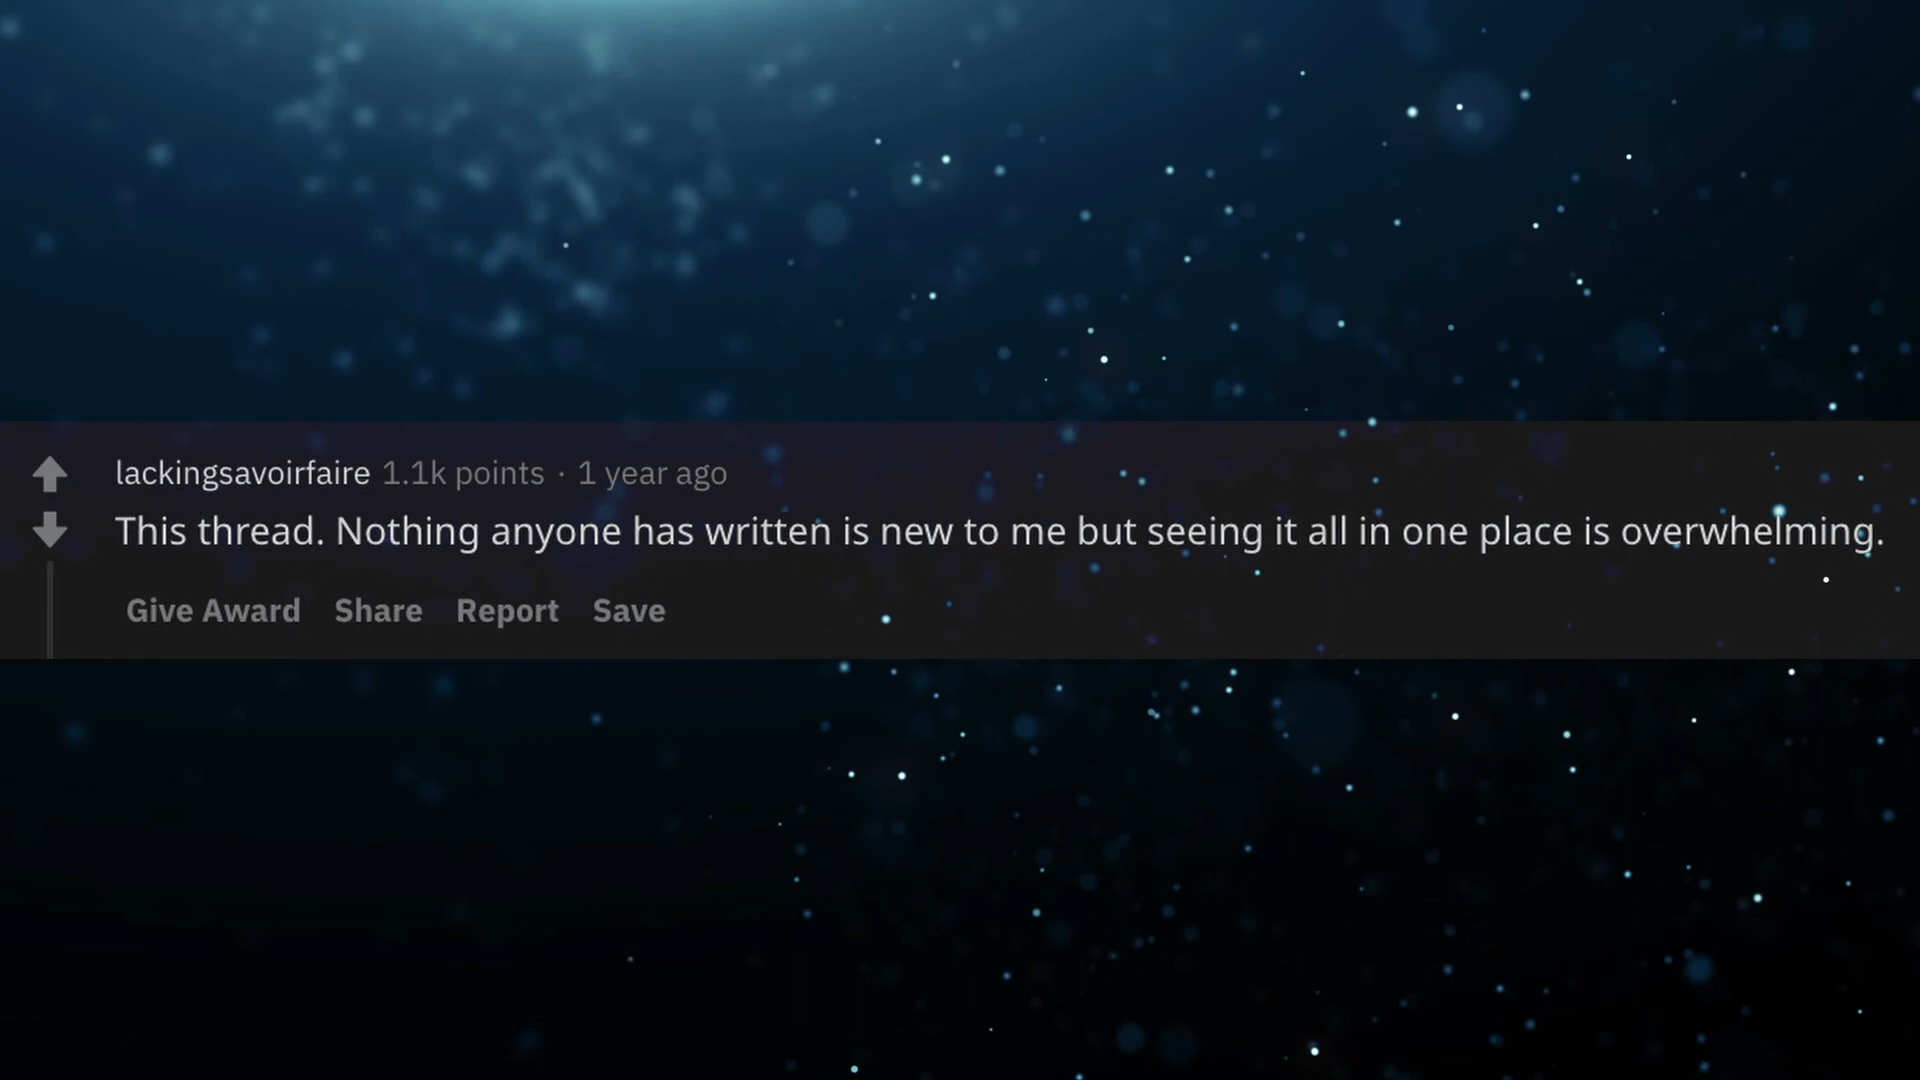 lackingsavoirfaire 1.1k points · 1 year ago
This thread. Nothing anyone has written is new to me but seeing it all in one place is overwhelming.
Give Award Share Report Save